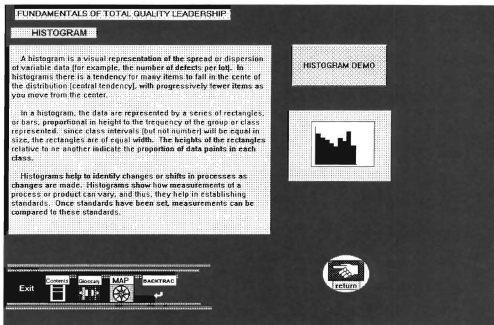 FUNDAMENTALS OF TOTAL QUALITY LEADERSHIP
HISTOGRAM
A histogram is a visual representation of the spread or dispersion
of variable data (for example, the number of defects per lot). In
histograms there is a tendency for many items to fall in the cente of
the distribution (central tendency), with progressively fewer items as
you move from the center.
In a histogram, the data are represented by a series of rectangles,
or bars, proportional in height to the frequency of the group or class
represented. since class intervals (but not number) will be equal in
size, the rectangles are of equal width. The heights of the rectangles
relative to ne another indicate the proportion of data points in each
class.
Histograms help to identify changes or shifts in processes as
changes are made. Histograms show how measurements of a
process or product can vary, and thus, they help in establishing
standards. Once standards have been set, measurements can be
compared to these standards.
HISTOGRAM DEMO
Exit
Contents
Glossary
MAP
BACKTRAC
return